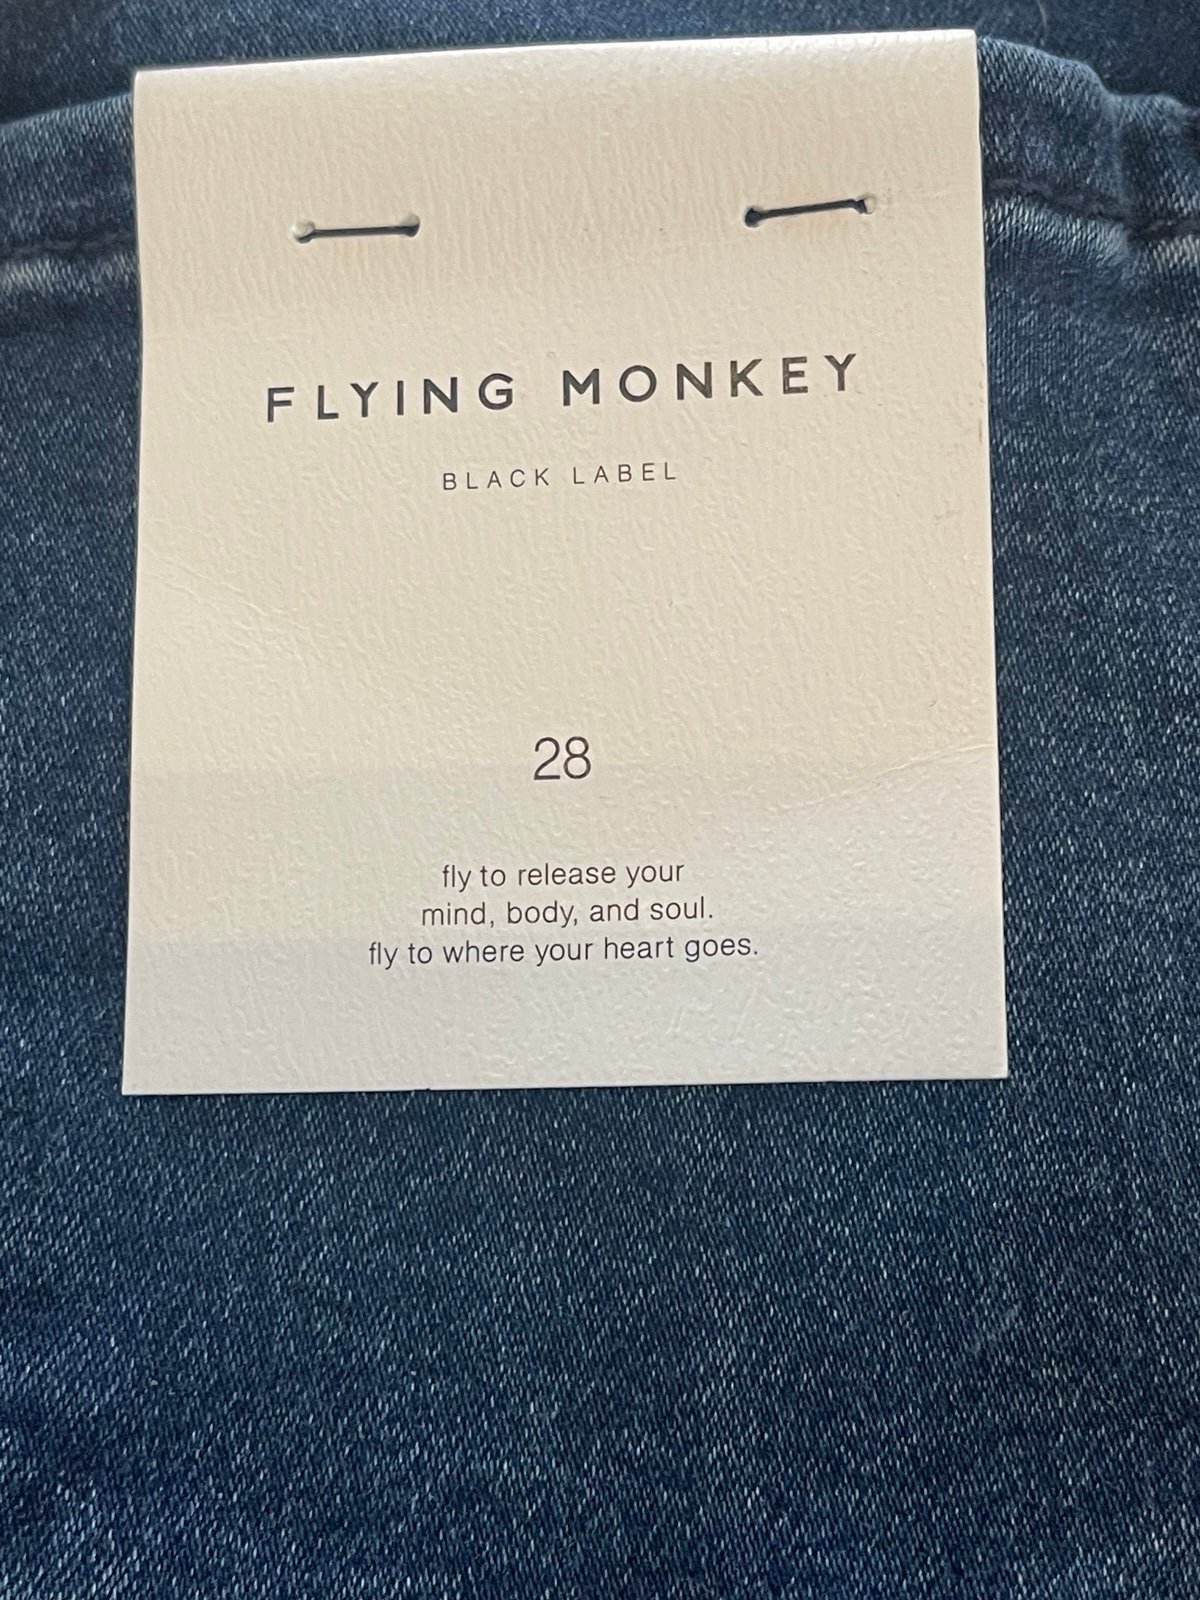 FLYING MONKEY
BLACK LABEL
28
fly to release your
mind, body, and soul.
fly to where your heart goes.